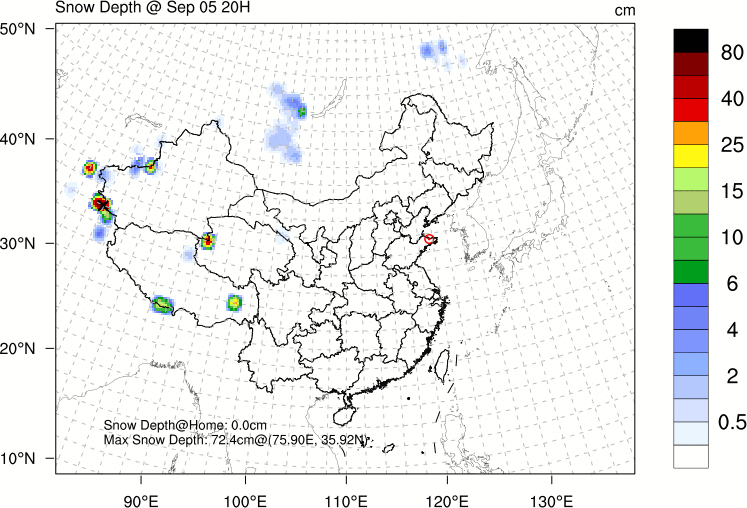 Snow Depth @ Sep 05 20H
cm
50°N
40°N
30°N
20°N
10°N
Snow Depth@Home: 0.0cm
Max Snow Depth: 72.4cm@(75.90E, 35.92N)
90°E 100°E 110°E 120°E 130°E
80
40
25
15
10
6
4
2
0.5